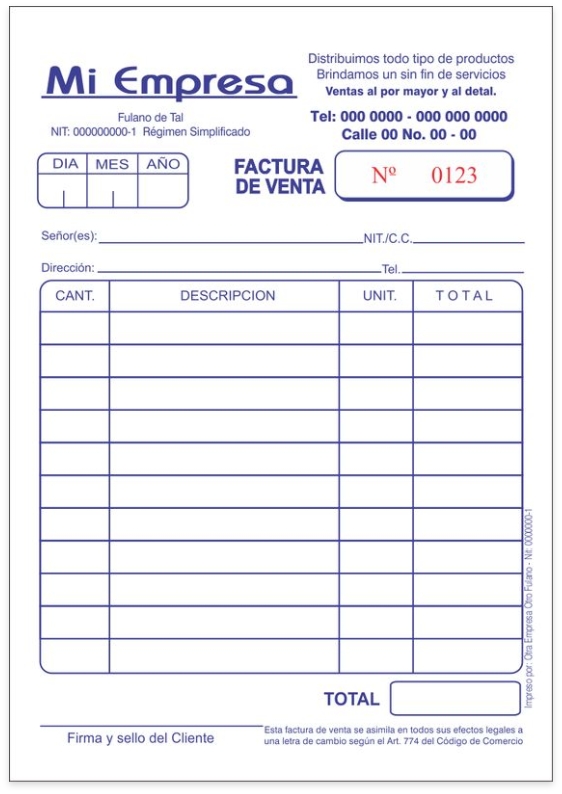 Mi Empresa
Fulano de Tal
NIT: 000000000-1 Régimen Simplificado
Distribuimos todo tipo de productos
Brindamos un sin fin de servicios
Ventas al por mayor y al detal.
Tel: 000 0000 - 000 000 0000
Calle 00 No. 00 - 00
DIA MES AÑO
FACTURA
DE VENTA
Nº 0123
Señor(es): NIT./C.C.
Dirección: Tel.
CANT. DESCRIPCION UNIT. TOTAL
Impreso por: Otra Empresa Otro Fulano - Nit: 0000000-1
TOTAL
Firma y sello del Cliente
Esta factura de venta se asimila en todos sus efectos legales a
una letra de cambio según el Art. 774 del Código de Comercio